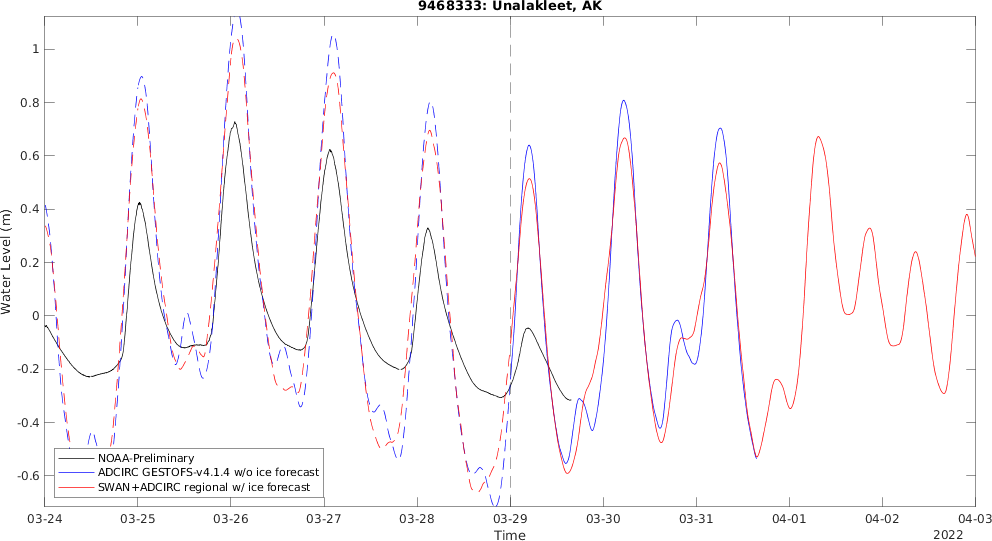 9468333: Unalakleet, AK
Water Level (m)
1
0.8
0.6
0.4
0.2
0
-0.2
-0.4
-0.6
NOAA-Preliminary
ADCIRC GESTOFS-v4.1.4 w/o ice forecast
SWAN+ADCIRC regional w/ ice forecast
03-24 03-25 03-26 03-27 03-28 03-29 03-30 03-31 04-01 04-02 04-03
Time
2022